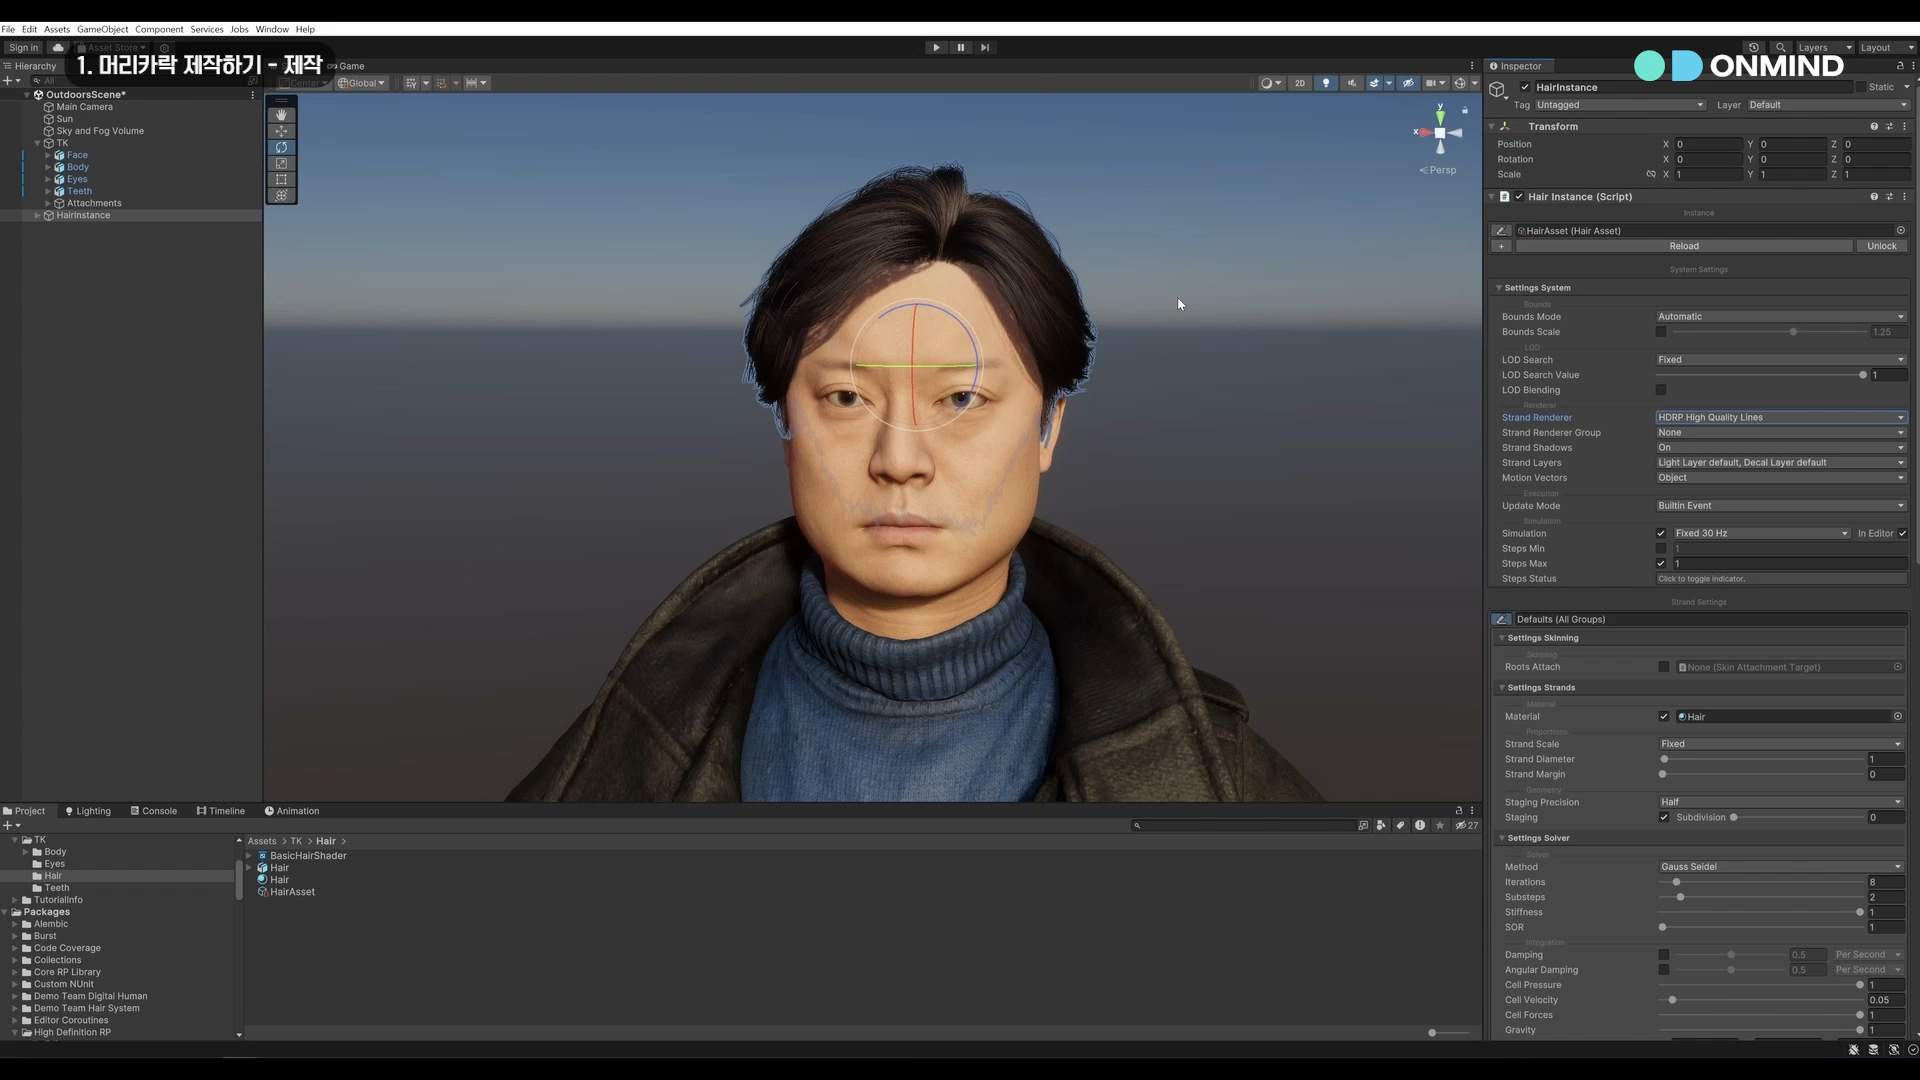 File Edit Assets GameObject Component Services Jobs Window Help
Sign in Asset Store Layers Layout
1. 머리카락 제작하기 - 제작
ONMIND
Hierarchy Game
All
OutdoorsScene*
Main Camera
Sun
Sky and Fog Volume
TK
Face
Body
Eyes
Teeth
Attachments
HairInstance
Center Global 2D
y
x
Persp
Inspector
HairInstance Static
Tag Untagged Layer Default
Transform
Position X 0 Y 0 Z 0
Rotation X 0 Y 0 Z 0
Scale X 1 Y 1 Z 1
Hair Instance (Script)
Instance
HairAsset (Hair Asset)
+ Reload Unlock
System Settings
Settings System
Bounds
Bounds Mode Automatic
Bounds Scale 1.25
LOD
LOD Search Fixed
LOD Search Value 1
LOD Blending
Renderer
Strand Renderer HDRP High Quality Lines
Strand Renderer Group None
Strand Shadows On
Strand Layers Light Layer default, Decal Layer default
Motion Vectors Object
Execution
Update Mode Builtin Event
Simulation
Simulation Fixed 30 Hz In Editor
Steps Min 1
Steps Max 1
Steps Status Click to toggle indicator.
Strand Settings
Defaults (All Groups)
Settings Skinning
Skinning
Roots Attach None (Skin Attachment Target)
Settings Strands
Material
Material Hair
Proportions
Strand Scale Fixed
Strand Diameter 1
Strand Margin 0
Geometry
Staging Precision Half
Staging Subdivision 0
Settings Solver
Solver
Method Gauss Seidel
Iterations 8
Substeps 2
Stiffness 1
SOR 1
Integration
Damping 0.5 Per Second
Angular Damping 0.5 Per Second
Cell Pressure 1
Cell Velocity 0.05
Cell Forces 1
Gravity 1
Project Lighting Console Timeline Animation
27
TK
Body
Eyes
Hair
Teeth
TutorialInfo
Packages
Alembic
Burst
Code Coverage
Collections
Core RP Library
Custom NUnit
Demo Team Digital Human
Demo Team Hair System
Editor Coroutines
High Definition RP
Assets > TK > Hair >
BasicHairShader
Hair
Hair
HairAsset